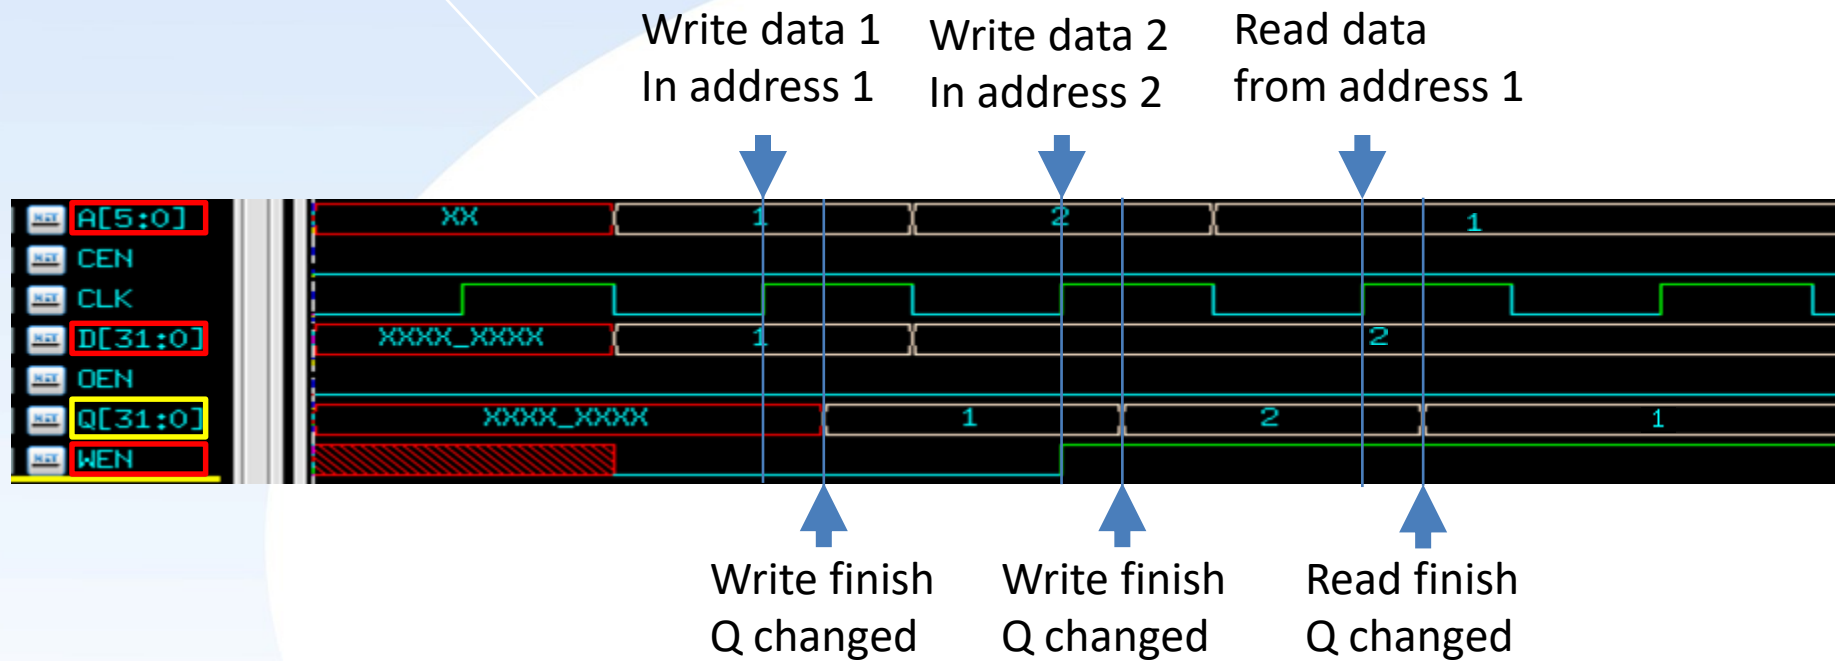 Write data 1
In address 1
Write data 2
In address 2
Read data
from address 1
A[5:0] XX 1 2 1
CEN
CLK
D[31:0] XXXX_XXXX 1 2
OEN
Q[31:0] XXXX_XXXX 1 2 1
WEN
Write finish
Q changed
Write finish
Q changed
Read finish
Q changed